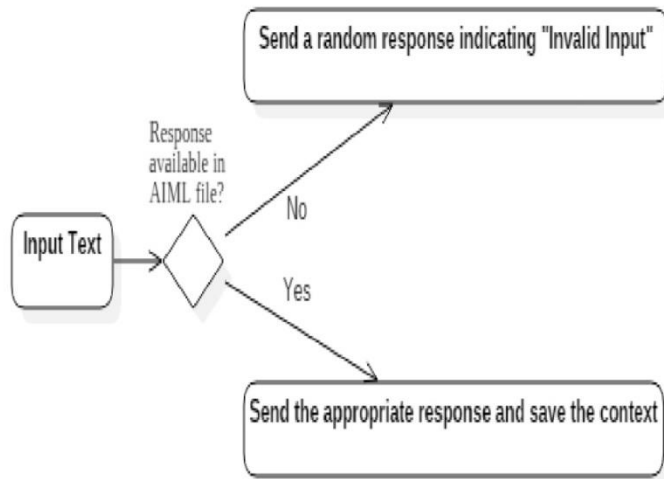 Send a random response indicating "Invalid Input"
Response
available in
AIML file?
No
Input Text
Yes
Send the appropriate response and save the context